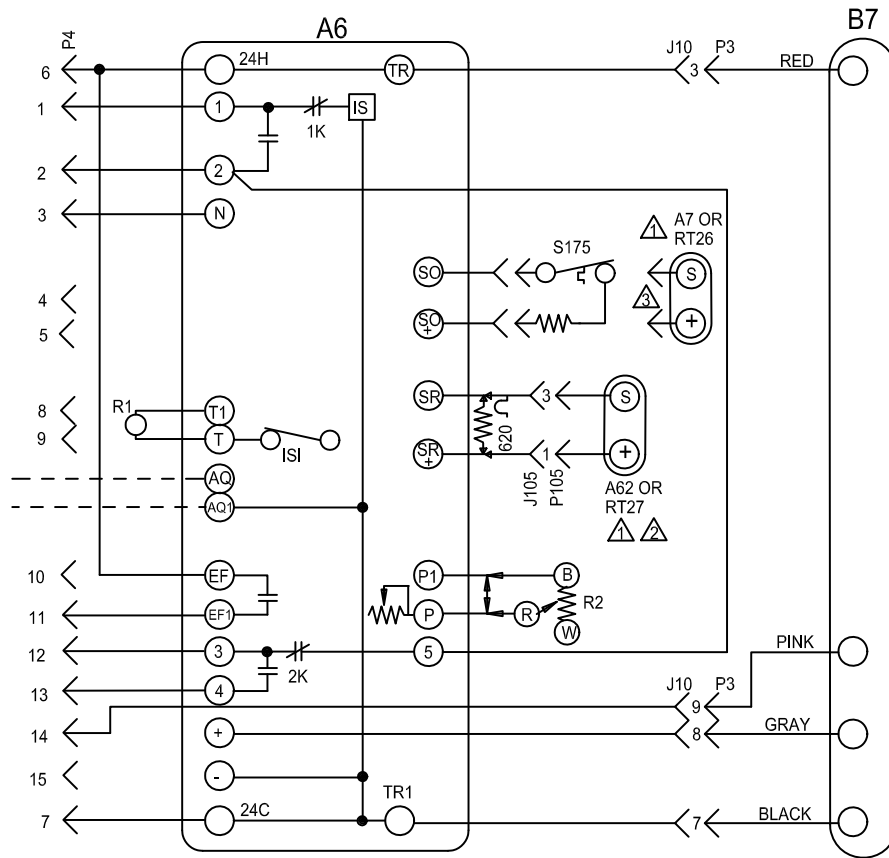 A6
B7
P4
6
24H
TR
J10
3
P3
RED
1
1
IS
1K
2
2
3
N
1
A7 OR
RT26
S175
SO
S
4
3
5
SO
+
+
8
R1
T1
SR
3
S
9
T
ISI
620
SR
+
1
+
J105
P105
A62 OR
RT27
1
2
AQ
AQ1
10
EF
P1
B
R2
11
EF1
P
R
W
12
3
5
2K
PINK
13
4
J10
P3
9
14
+
8
GRAY
15
-
7
24C
TR1
7
BLACK